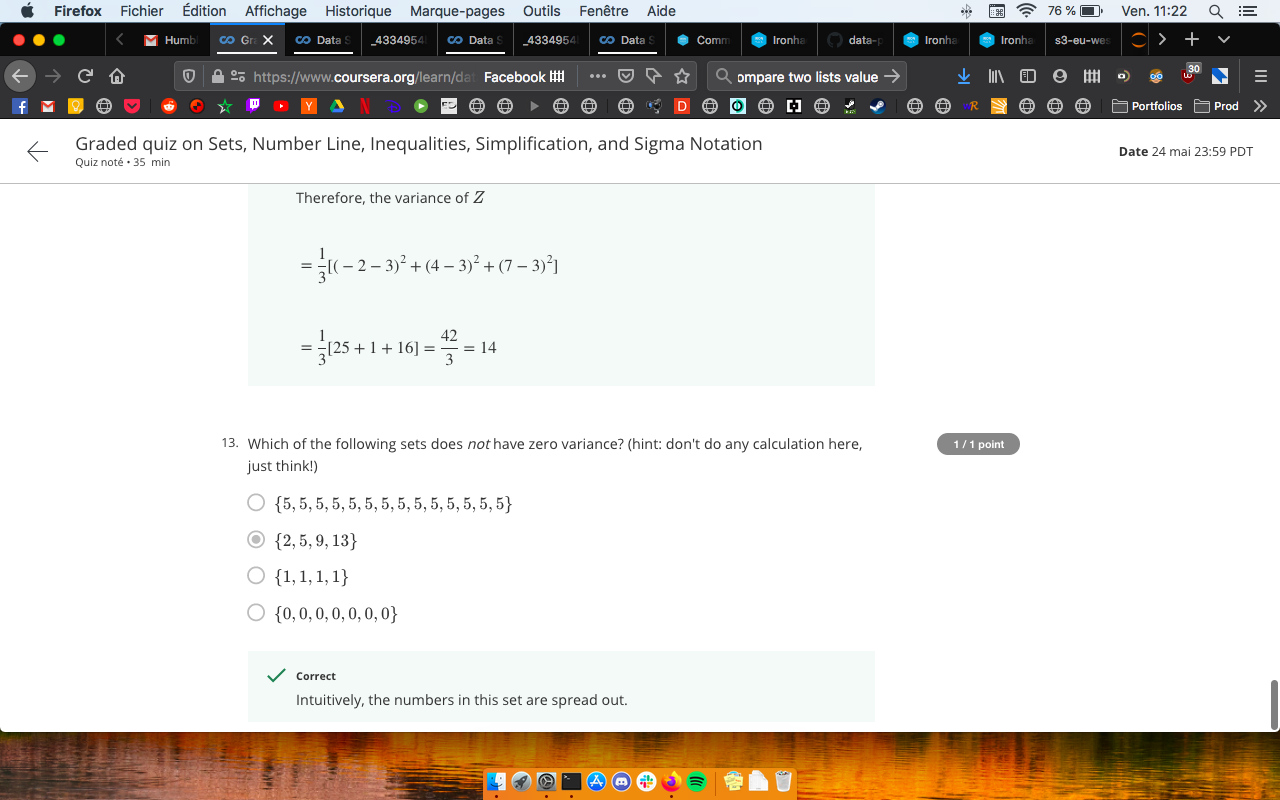 Firefox Fichier Édition Affichage Historique Marque-pages Outils Fenêtre Aide 76 % Ven. 11:22
Humb Gr Data S _4334954 Data S _4334954 Data S Comm Ironha data-p Ironha Ironha s3-eu-wes
https://www.coursera.org/learn/dat Facebook ompare two lists value
30
Portfolios Prod
Graded quiz on Sets, Number Line, Inequalities, Simplification, and Sigma Notation
Quiz noté • 35 min
Date 24 mai 23:59 PDT
Therefore, the variance of Z
= 1/3[( − 2 − 3)² + (4 − 3)² + (7 − 3)²]
= 1/3[25 + 1 + 16] = 42/3 = 14
13. Which of the following sets does not have zero variance? (hint: don't do any calculation here,
just think!)
1 / 1 point
{5, 5, 5, 5, 5, 5, 5, 5, 5, 5, 5, 5, 5, 5}
{2, 5, 9, 13}
{1, 1, 1, 1}
{0, 0, 0, 0, 0, 0, 0}
Correct
Intuitively, the numbers in this set are spread out.